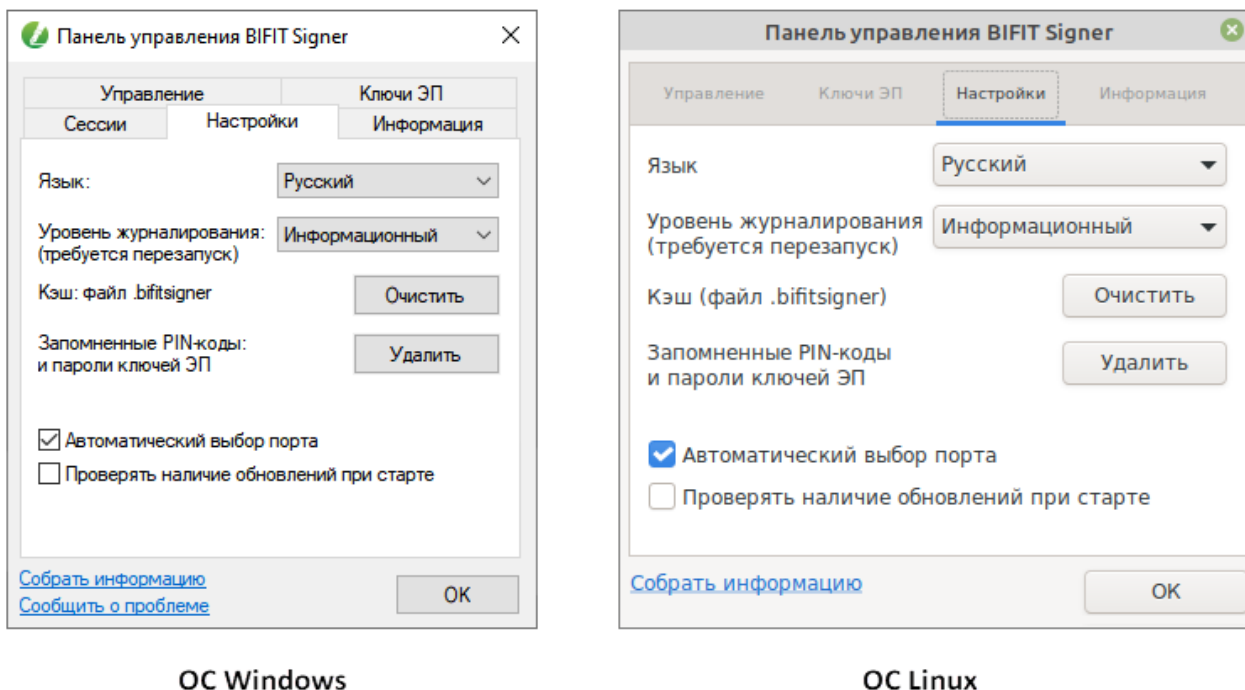 Панель управления BIFIT Signer
Управление
Ключи ЭП
Сессии
Настройки
Информация
Язык:
Русский
Уровень журналирования:
(требуется перезапуск)
Информационный
Кэш: файл .bifitsigner
Очистить
Запомненные PIN-коды:
и пароли ключей ЭП
Удалить
Автоматический выбор порта
Проверять наличие обновлений при старте
Собрать информацию
Сообщить о проблеме
OK
ОС Windows
Панель управления BIFIT Signer
Управление
Ключи ЭП
Настройки
Информация
Язык
Русский
Уровень журналирования
(требуется перезапуск)
Информационный
Кэш (файл .bifitsigner)
Очистить
Запомненные PIN-коды
и пароли ключей ЭП
Удалить
Автоматический выбор порта
Проверять наличие обновлений при старте
Собрать информацию
OK
ОС Linux